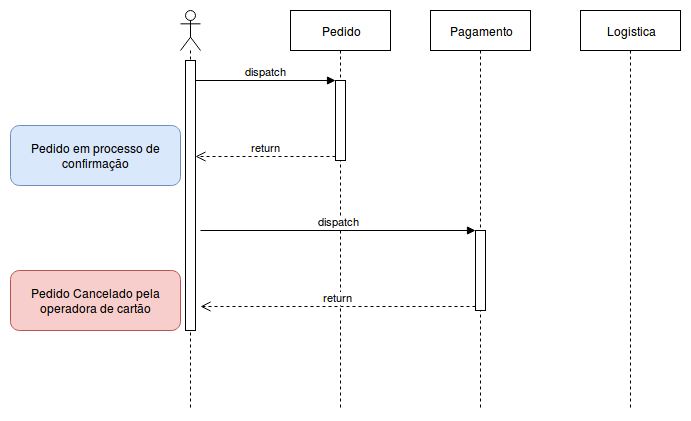 Pedido
Pagamento
Logistica
dispatch
Pedido em processo de
confirmação
return
dispatch
Pedido Cancelado pela
operadora de cartão
return